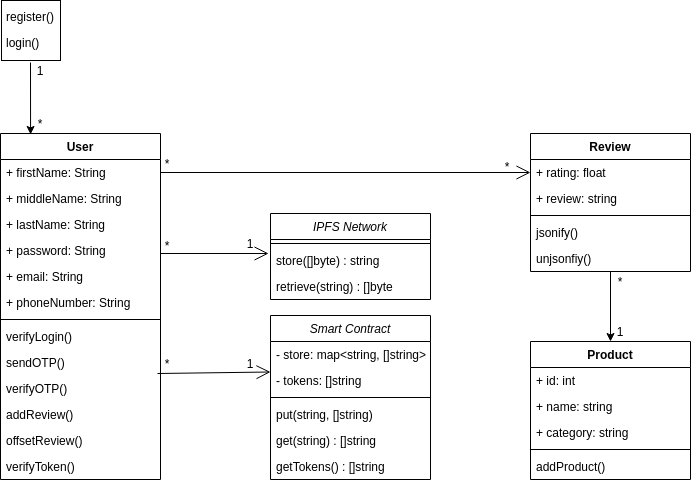 register()
login()
1
*
User
+ firstName: String
+ middleName: String
+ lastName: String
+ password: String
+ email: String
+ phoneNumber: String
verifyLogin()
sendOTP()
verifyOTP()
addReview()
offsetReview()
verifyToken()
*
*
*
1
*
1
IPFS Network
store([]byte) : string
retrieve(string) : []byte
Smart Contract
- store: map<string, []string>
- tokens: []string
put(string, []string)
get(string) : []string
getTokens() : []string
Review
+ rating: float
+ review: string
jsonify()
unjsonfiy()
*
1
Product
+ id: int
+ name: string
+ category: string
addProduct()